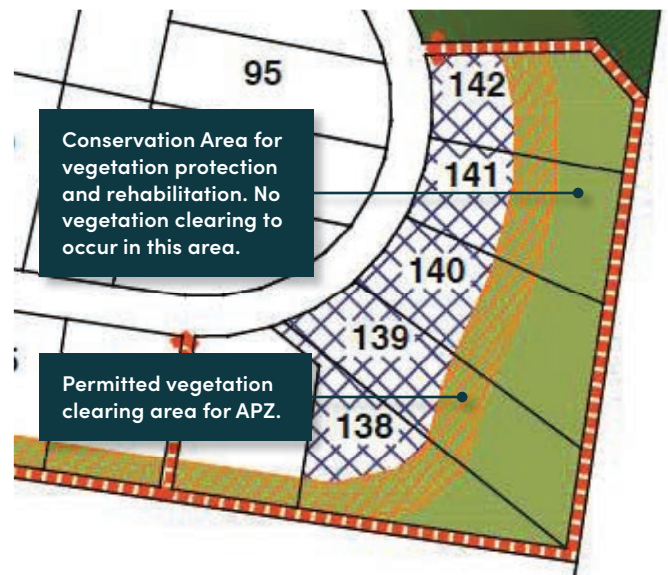 95
142
Conservation Area for
vegetation protection
and rehabilitation. No
vegetation clearing to
occur in this area.
141
140
139
Permitted vegetation
clearing area for APZ.
138